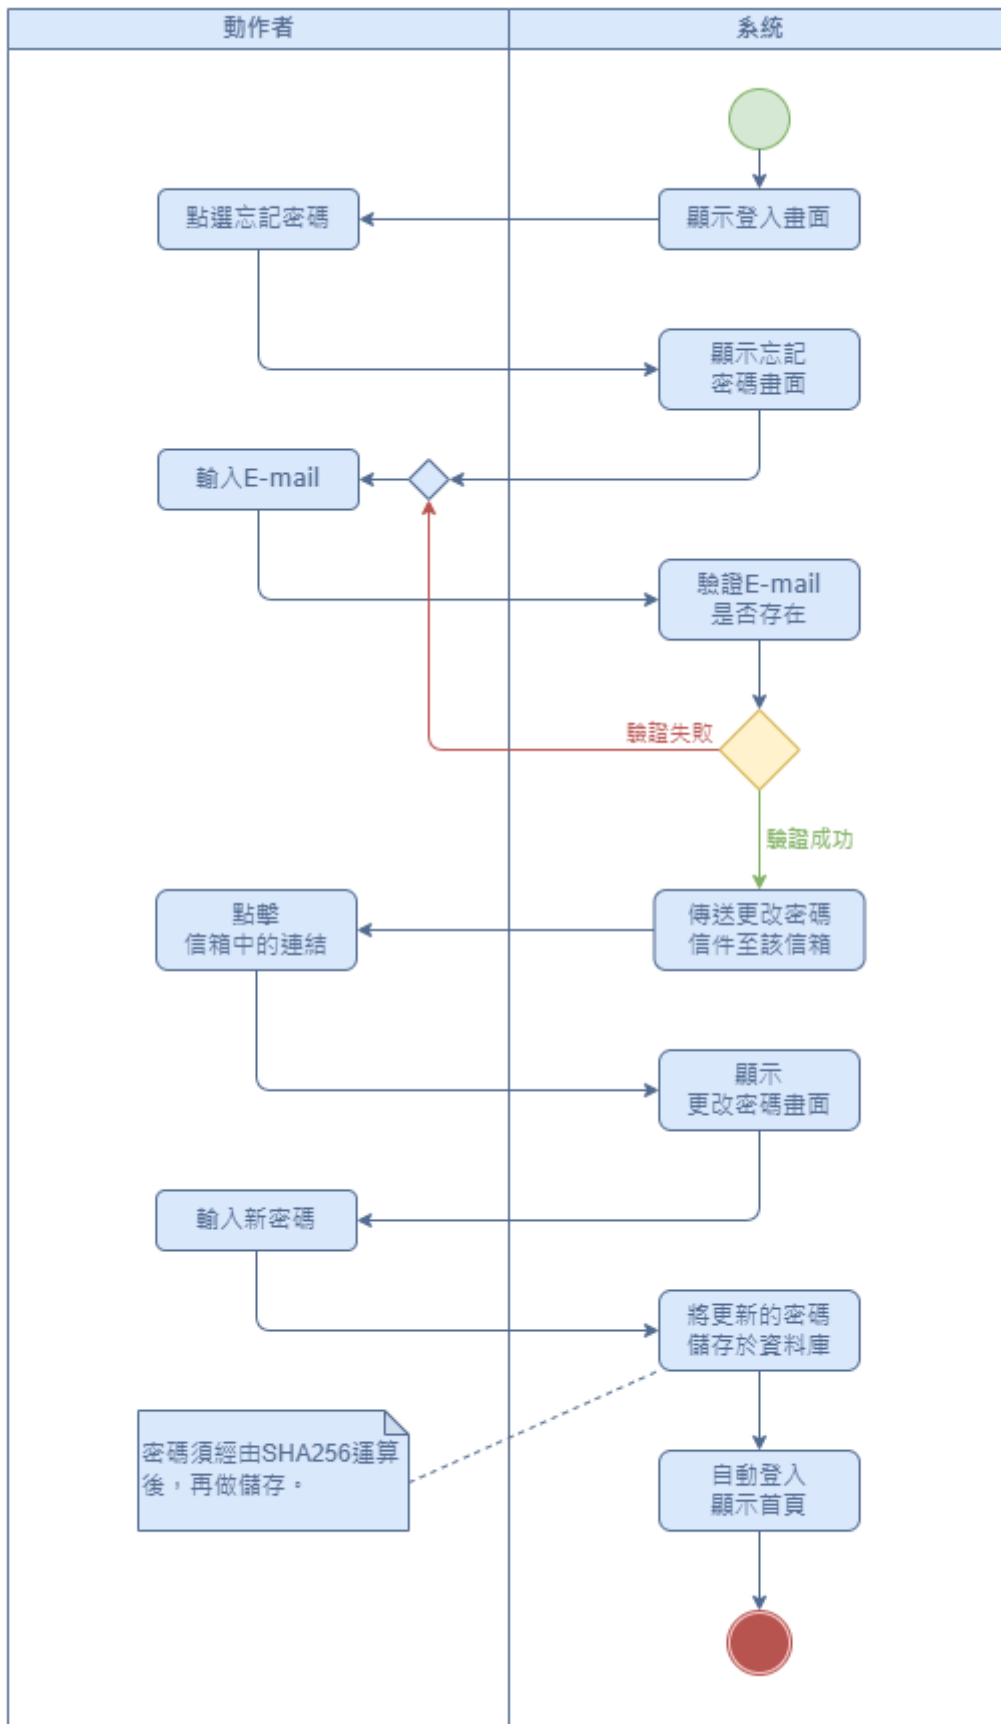 動作者
系統
顯示登入畫面
點選忘記密碼
顯示忘記
密碼畫面
輸入E-mail
驗證E-mail
是否存在
驗證失敗
驗證成功
傳送更改密碼
信件至該信箱
點擊
信箱中的連結
顯示
更改密碼畫面
輸入新密碼
將更新的密碼
儲存於資料庫
密碼須經由SHA256運算
後，再做儲存。
自動登入
顯示首頁